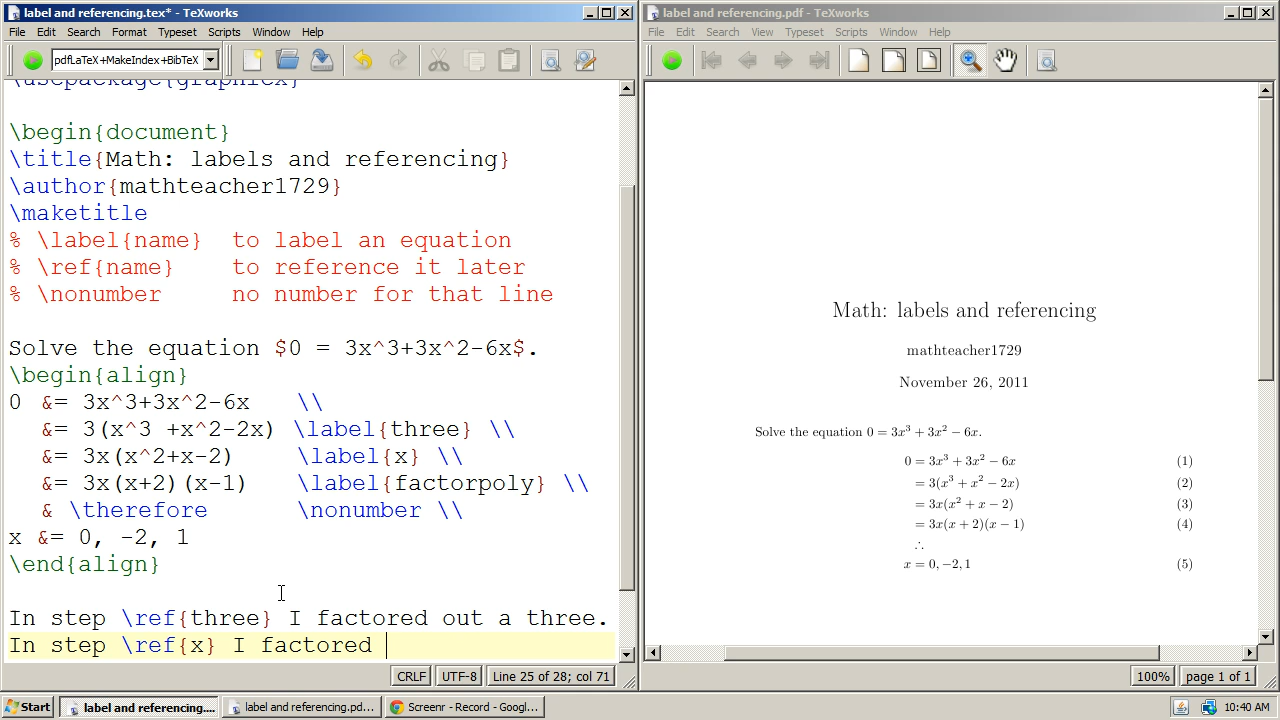 label and referencing.tex* - TeXworks
File Edit Search Format Typeset Scripts Window Help
pdfLaTeX+MakeIndex+BibTeX
\usepackage{graphicx}
\begin{document}
\title{Math: labels and referencing}
\author{mathteacher1729}
\maketitle
% \label{name} to label an equation
% \ref{name} to reference it later
% \nonumber no number for that line
Solve the equation $0 = 3x^3+3x^2-6x$.
\begin{align}
0 &= 3x^3+3x^2-6x \\
&= 3(x^3 +x^2-2x) \label{three} \\
&= 3x(x^2+x-2) \label{x} \\
&= 3x(x+2)(x-1) \label{factorpoly} \\
& \therefore \nonumber \\
x &= 0, -2, 1
\end{align}
In step \ref{three} I factored out a three.
In step \ref{x} I factored
CRLF UTF-8 Line 25 of 28; col 71
label and referencing.pdf - TeXworks
File Edit Search View Typeset Scripts Window Help
Math: labels and referencing
mathteacher1729
November 26, 2011
Solve the equation 0 = 3x³ + 3x² − 6x.
0 = 3x³ + 3x² − 6x (1)
= 3(x³ + x² − 2x) (2)
= 3x(x² + x − 2) (3)
= 3x(x + 2)(x − 1) (4)
∴
x = 0, −2, 1 (5)
100% page 1 of 1
Start label and referencing.... label and referencing.pd... Screenr - Record - Googl... 10:40 AM